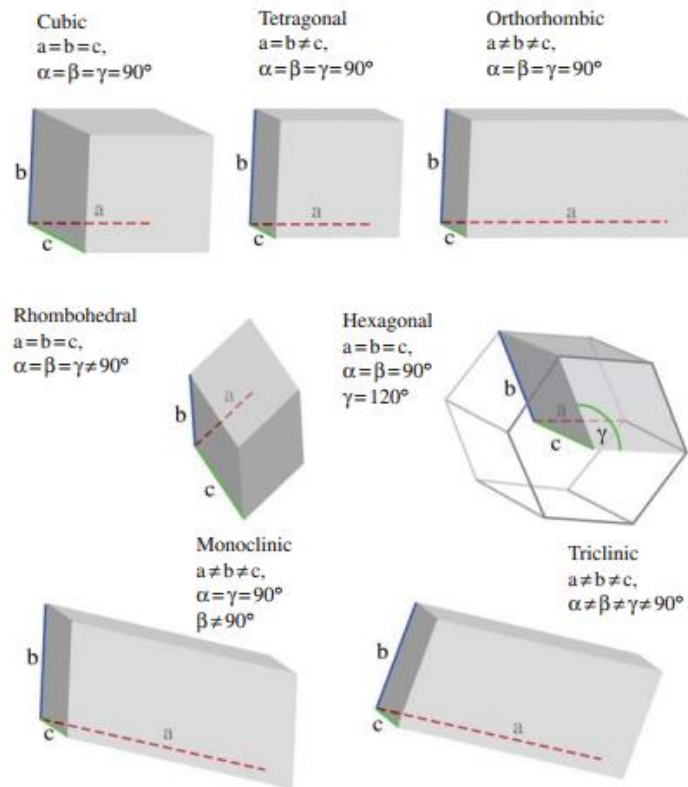 Cubic
a=b=c,
α=β=γ=90°
b
a
c
Tetragonal
a=b≠c,
α=β=γ=90°
b
a
c
Orthorhombic
a≠b≠c,
α=β=γ=90°
b
a
c
Rhombohedral
a=b=c,
α=β=γ≠90°
b
a
c
Hexagonal
a=b=c,
α=β=90°
γ=120°
b
a
c
γ
Monoclinic
a≠b≠c,
α=γ=90°
β≠90°
b
a
c
Triclinic
a≠b≠c,
α≠β≠γ≠90°
b
a
c